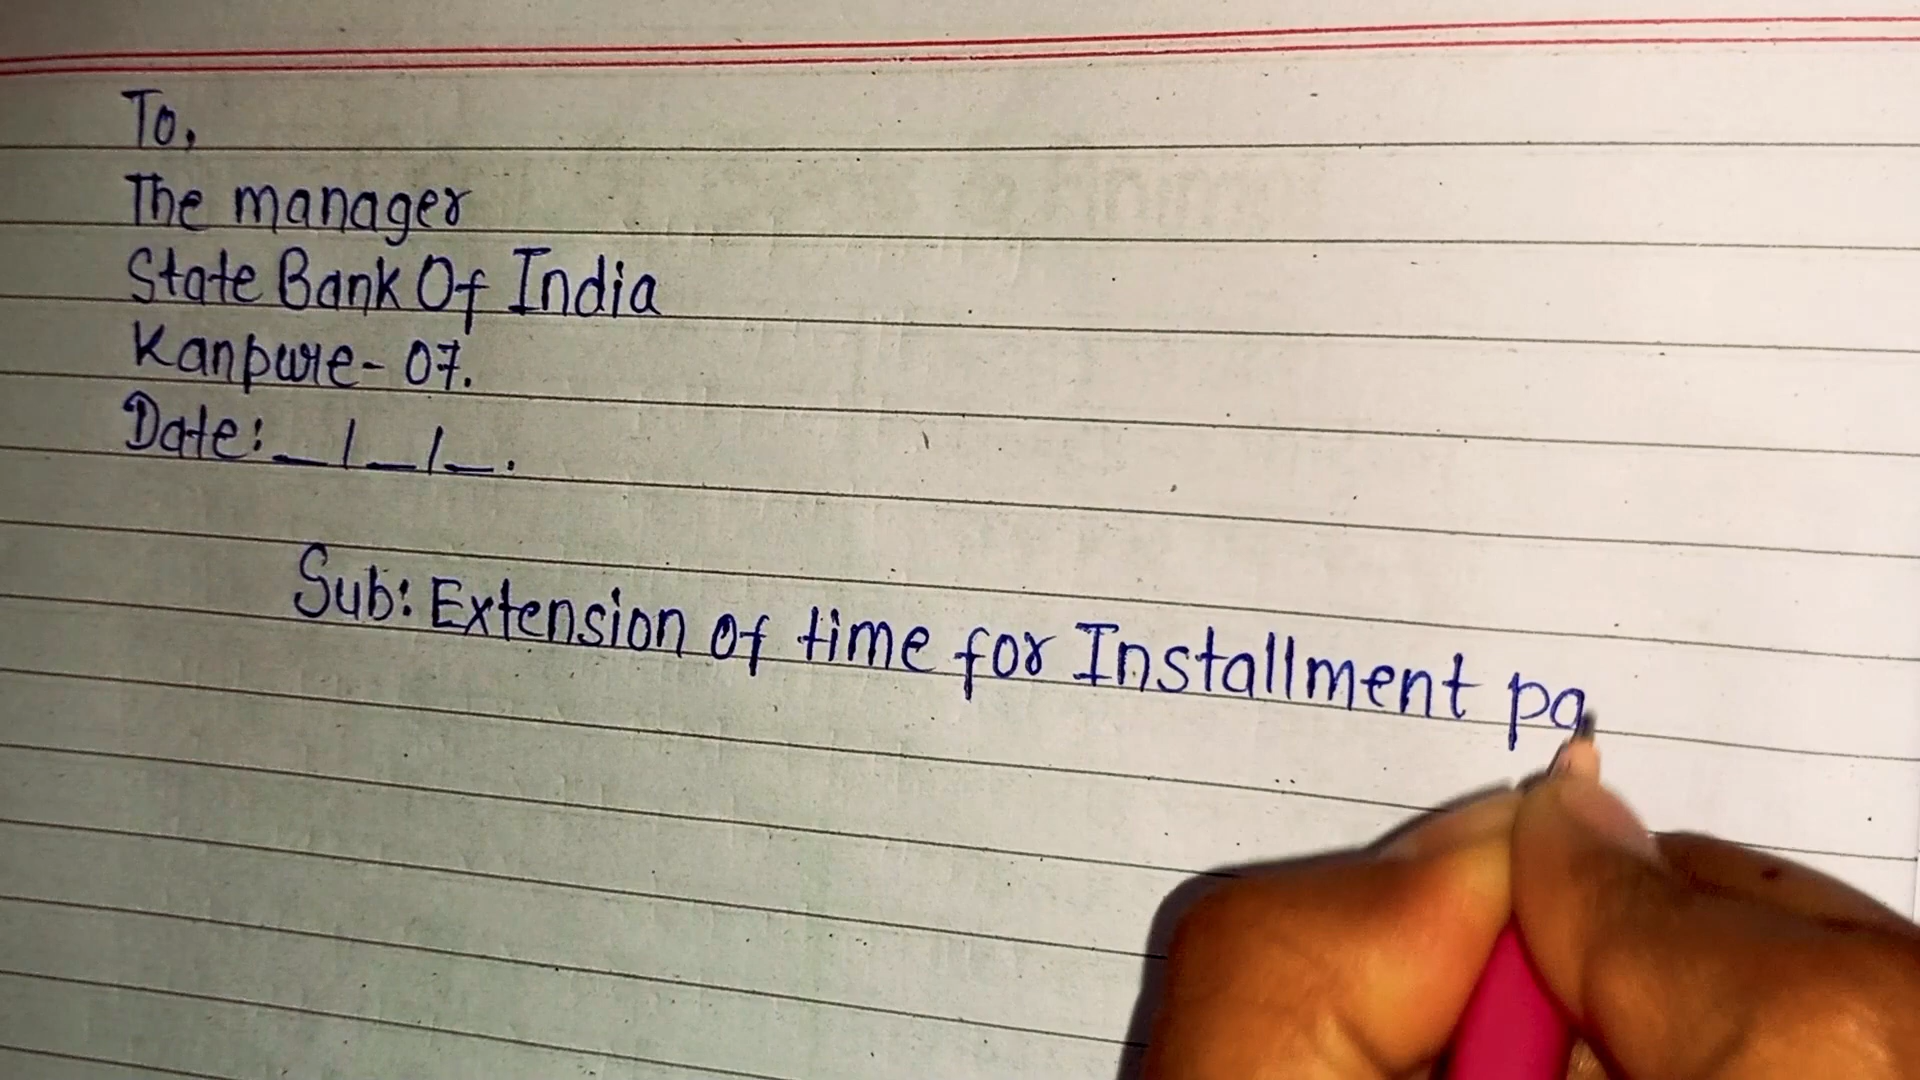 To,
The manager
State Bank Of India
Kanpure- 07.
Date: _/_/_.
Sub: Extension of time for Installment pa